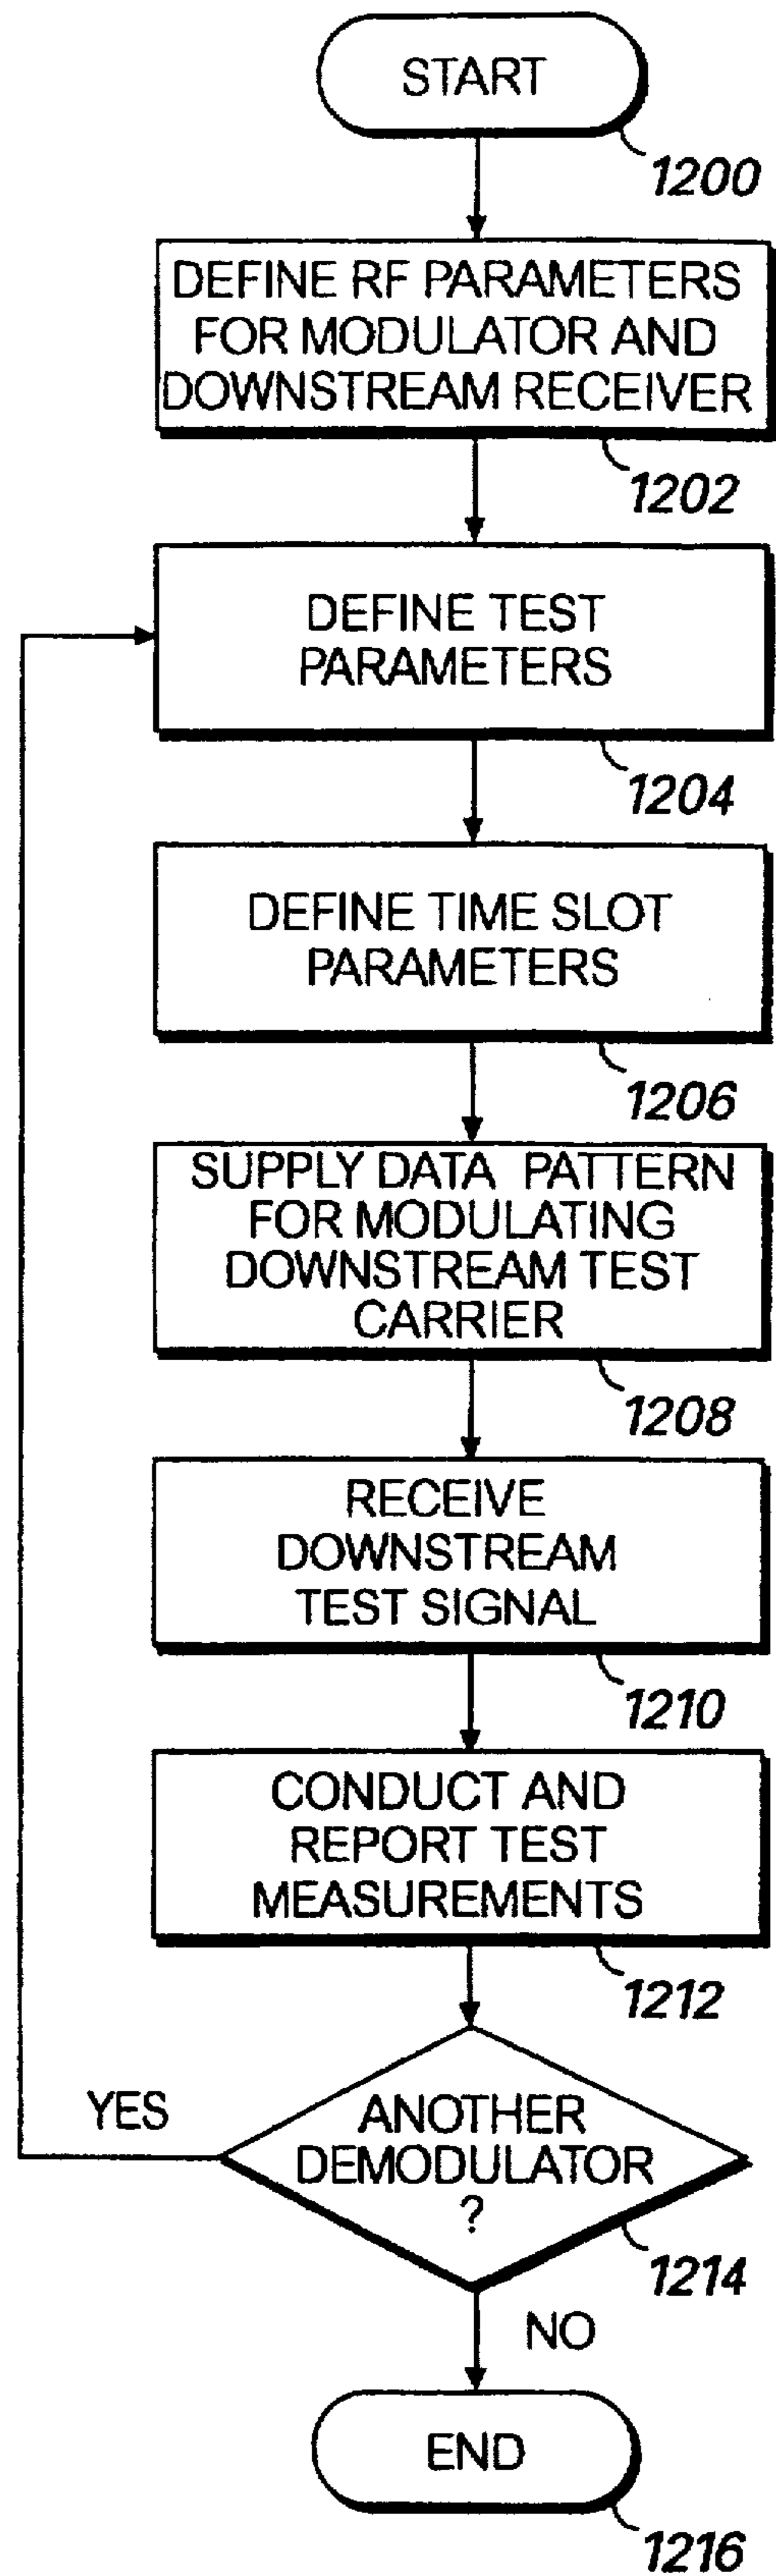 START
1200
DEFINE RF PARAMETERS
FOR MODULATOR AND
DOWNSTREAM RECEIVER
1202
DEFINE TEST
PARAMETERS
1204
DEFINE TIME SLOT
PARAMETERS
1206
SUPPLY DATA PATTERN
FOR MODULATING
DOWNSTREAM TEST
CARRIER
1208
RECEIVE
DOWNSTREAM
TEST SIGNAL
1210
CONDUCT AND
REPORT TEST
MEASUREMENTS
1212
YES
ANOTHER
DEMODULATOR
?
1214
NO
END
1216